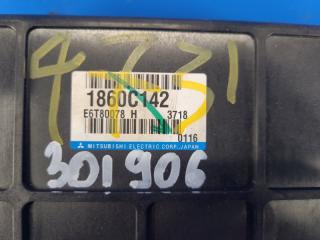 4731
1860C142
E6T80078 H 3718
0116
MITSUBISHI ELECTRIC CORP., JAPAN
301906